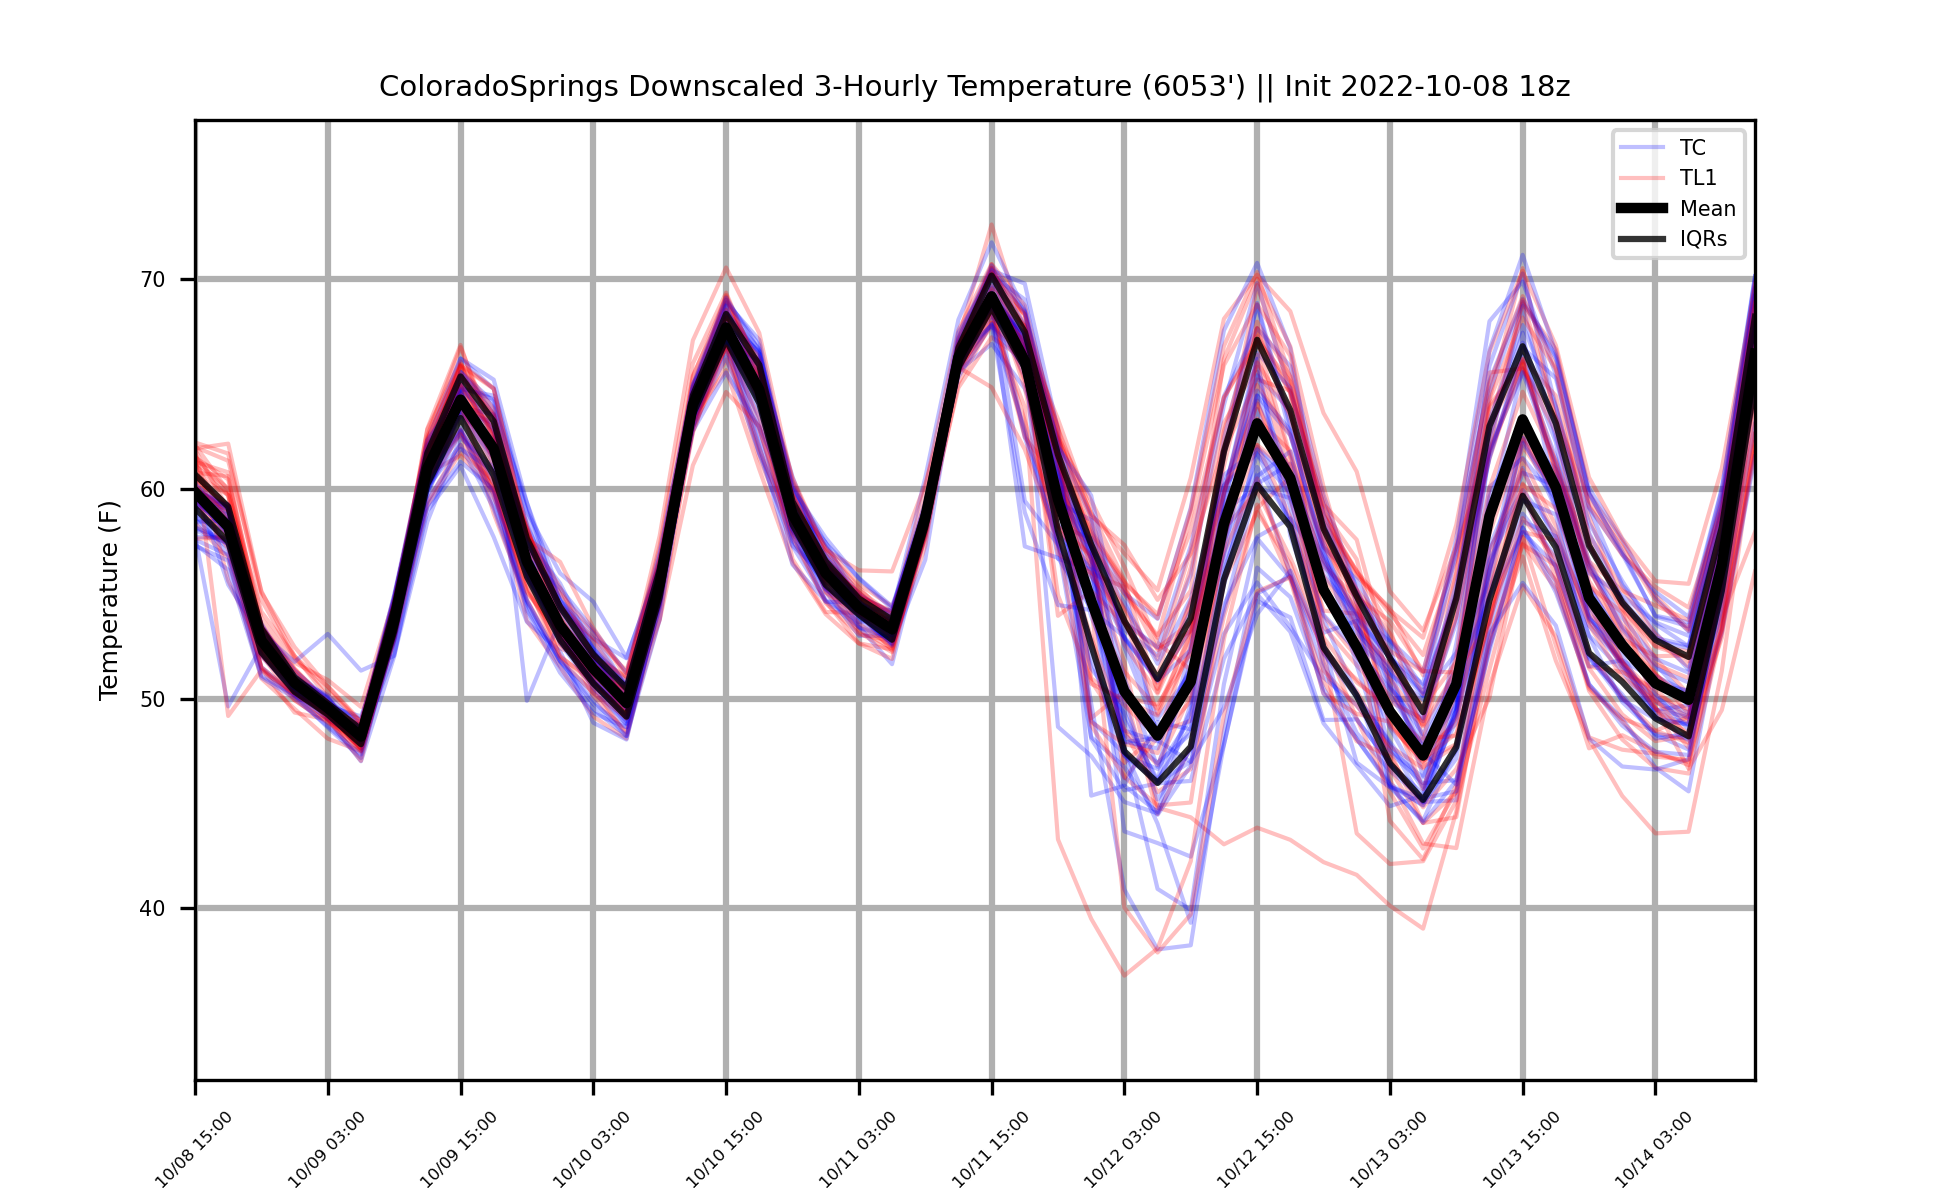 ColoradoSprings Downscaled 3-Hourly Temperature (6053') || Init 2022-10-08 18z
TC
TL1
Mean
IQRs
Temperature (F)
70
60
50
40
10/08 15:00
10/09 03:00
10/09 15:00
10/10 03:00
10/10 15:00
10/11 03:00
10/11 15:00
10/12 03:00
10/12 15:00
10/13 03:00
10/13 15:00
10/14 03:00